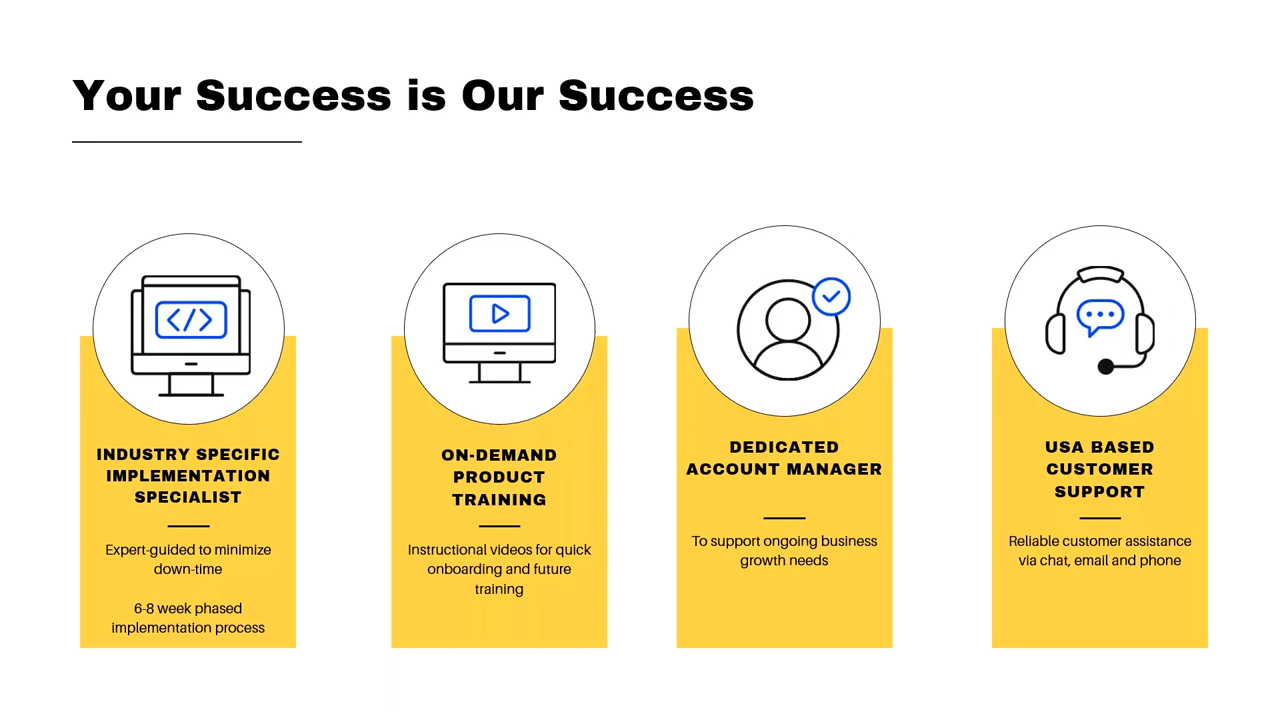 Your Success is Our Success
INDUSTRY SPECIFIC
IMPLEMENTATION
SPECIALIST
Expert-guided to minimize
down-time
6-8 week phased
implementation process
ON-DEMAND
PRODUCT
TRAINING
Instructional videos for quick
onboarding and future
training
DEDICATED
ACCOUNT MANAGER
To support ongoing business
growth needs
USA BASED
CUSTOMER
SUPPORT
Reliable customer assistance
via chat, email and phone